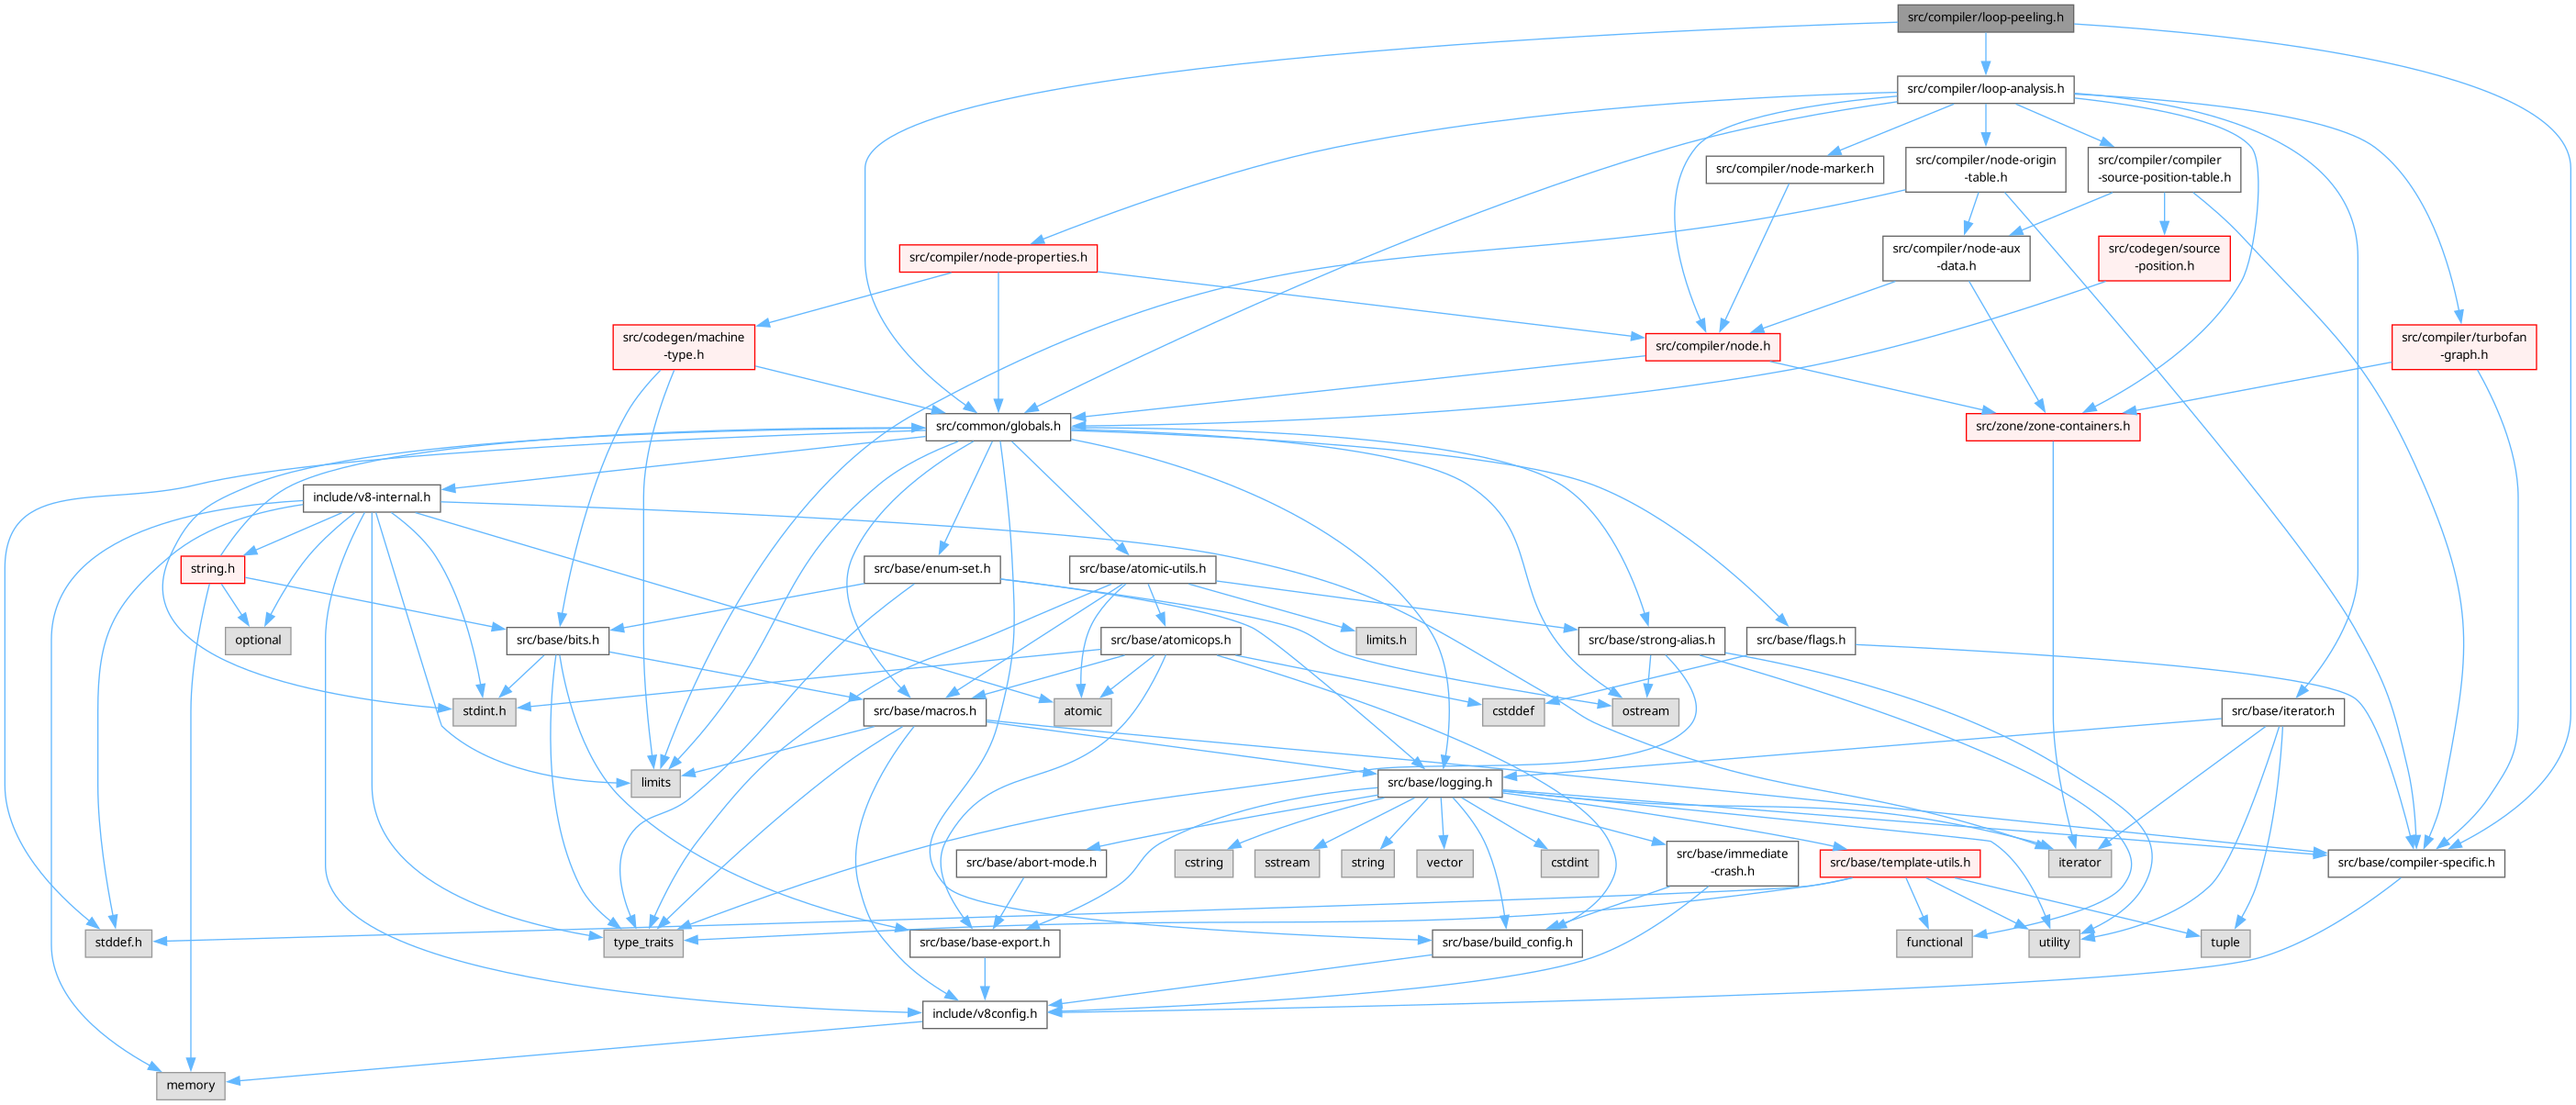 src/compiler/loop-peeling.h
src/compiler/loop-analysis.h
src/compiler/node-marker.h
src/compiler/node-origin
-table.h
src/compiler/compiler
-source-position-table.h
src/compiler/node-properties.h
src/compiler/node-aux
-data.h
src/codegen/source
-position.h
src/codegen/machine
-type.h
src/compiler/node.h
src/compiler/turbofan
-graph.h
src/common/globals.h
src/zone/zone-containers.h
include/v8-internal.h
string.h
src/base/enum-set.h
src/base/atomic-utils.h
optional
src/base/bits.h
src/base/atomicops.h
limits.h
src/base/strong-alias.h
src/base/flags.h
stdint.h
src/base/macros.h
atomic
cstddef
ostream
src/base/iterator.h
limits
src/base/logging.h
src/base/abort-mode.h
cstring
sstream
string
vector
cstdint
src/base/immediate
-crash.h
src/base/template-utils.h
iterator
src/base/compiler-specific.h
stddef.h
type_traits
src/base/base-export.h
src/base/build_config.h
functional
utility
tuple
include/v8config.h
memory